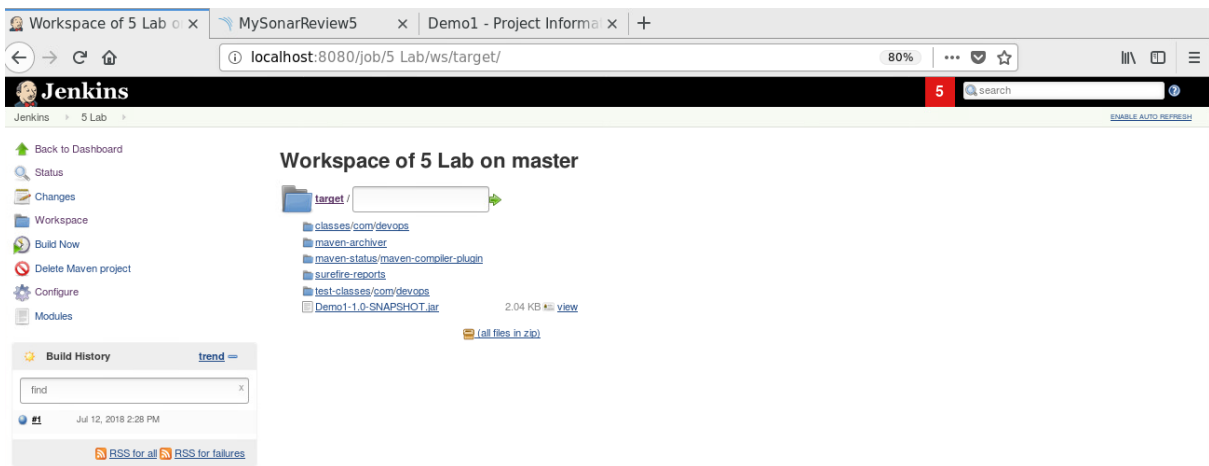 Workspace of 5 Lab o
MySonarReview5
Demo1 - Project Informa
localhost:8080/job/5 Lab/ws/target/
80%
Jenkins
5
search
Jenkins
5 Lab
ENABLE AUTO REFRESH
Back to Dashboard
Status
Changes
Workspace
Build Now
Delete Maven project
Configure
Modules
Build History
trend
find
x
#1
Jul 12, 2018 2:28 PM
RSS for all
RSS for failures
Workspace of 5 Lab on master
target /
classes/com/devops
maven-archiver
maven-status/maven-compiler-plugin
surefire-reports
test-classes/com/devops
Demo1-1.0-SNAPSHOT.jar 2.04 KB view
(all files in zip)